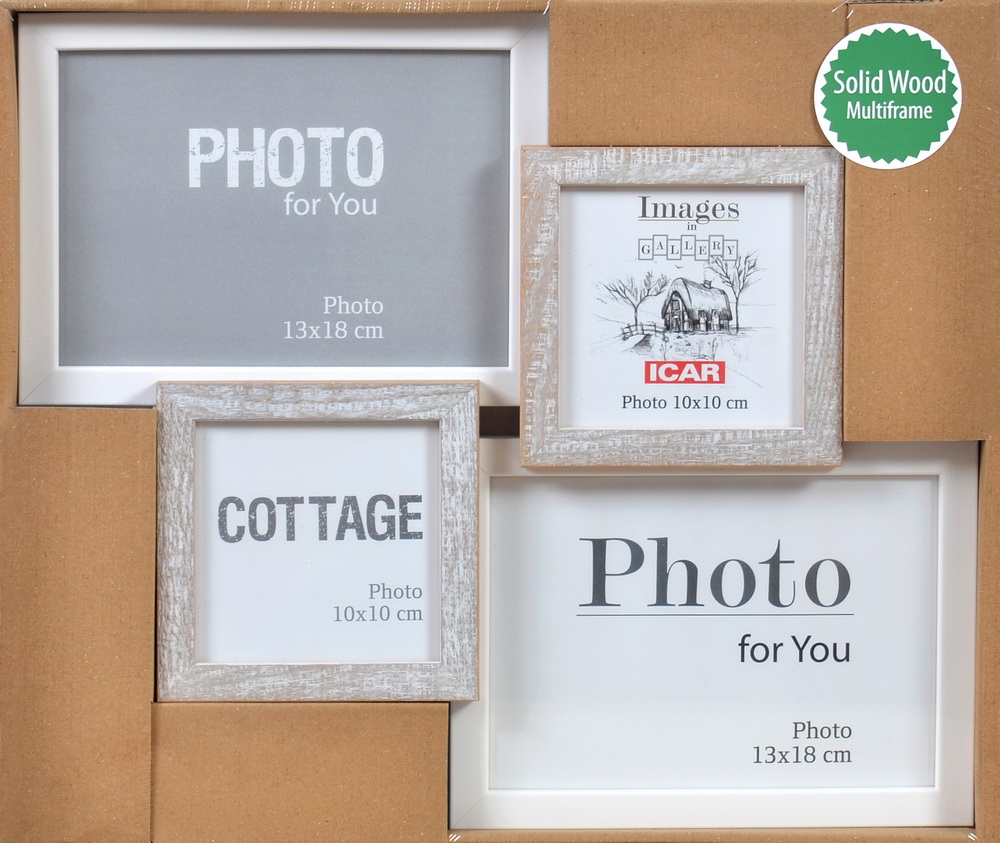 PHOTO
for You
Photo
13x18 cm
Solid Wood
Multiframe
Images
in
GALLERY
ICAR
Photo 10x10 cm
COTTAGE
Photo
10x10 cm
Photo
for You
Photo
13x18 cm